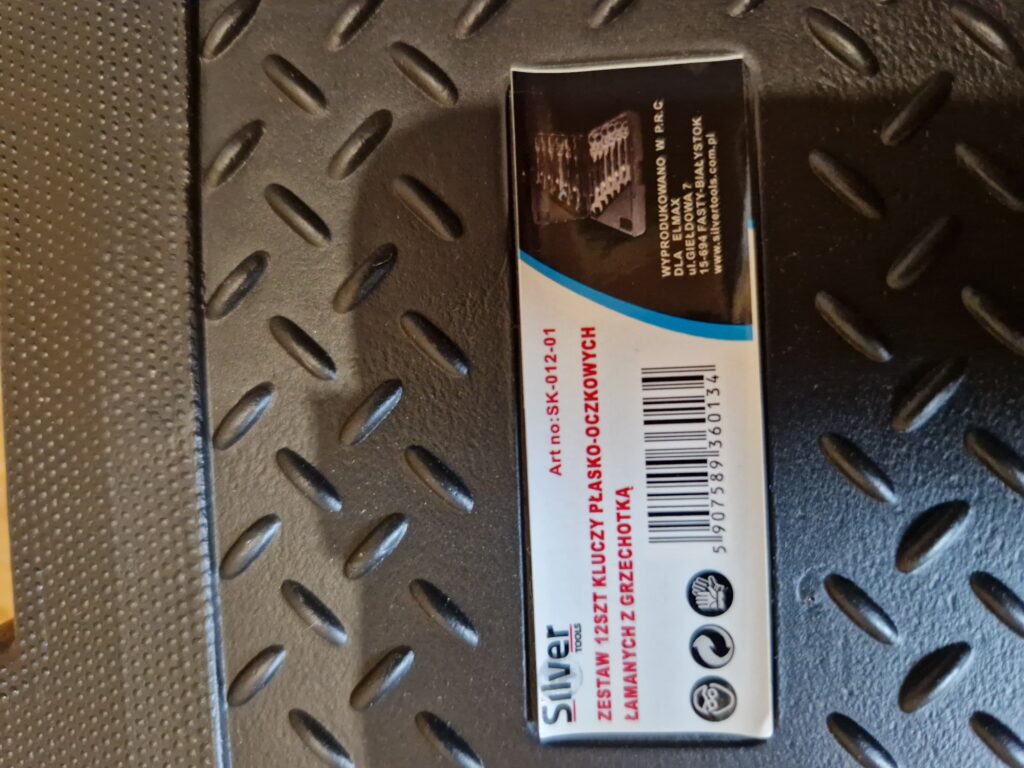 Silver
TOOLS
Art no:SK-012-01
ZESTAW 12SZT KLUCZY PŁASKO-OCZKOWYCH
ŁAMANYCH Z GRZECHOTKĄ
5 907589 360134
WYPRODUKOWANO W P.R.C
DLA ELMAX
ul.GIEŁDOWA 7
15-694 FASTY-BIAŁYSTOK
www.silvertools.com.pl